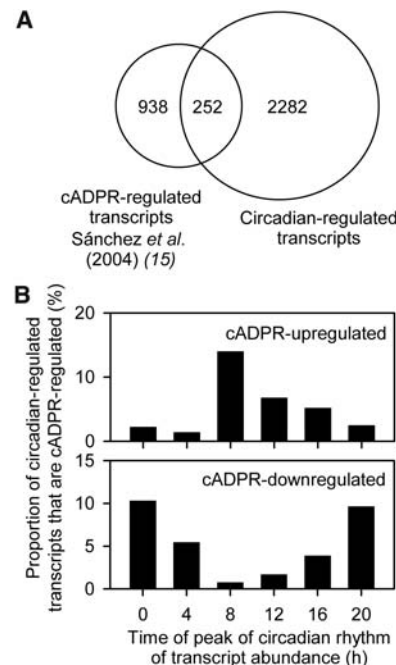 A
938 252 2282
cADPR-regulated
transcripts
Sánchez et al.
(2004) (15)
Circadian-regulated
transcripts
B
Proportion of circadian-regulated
transcripts that are cADPR-regulated (%)
20
10
0
cADPR-upregulated
15
10
5
0
cADPR-downregulated
0 4 8 12 16 20
Time of peak of circadian rhythm
of transcript abundance (h)